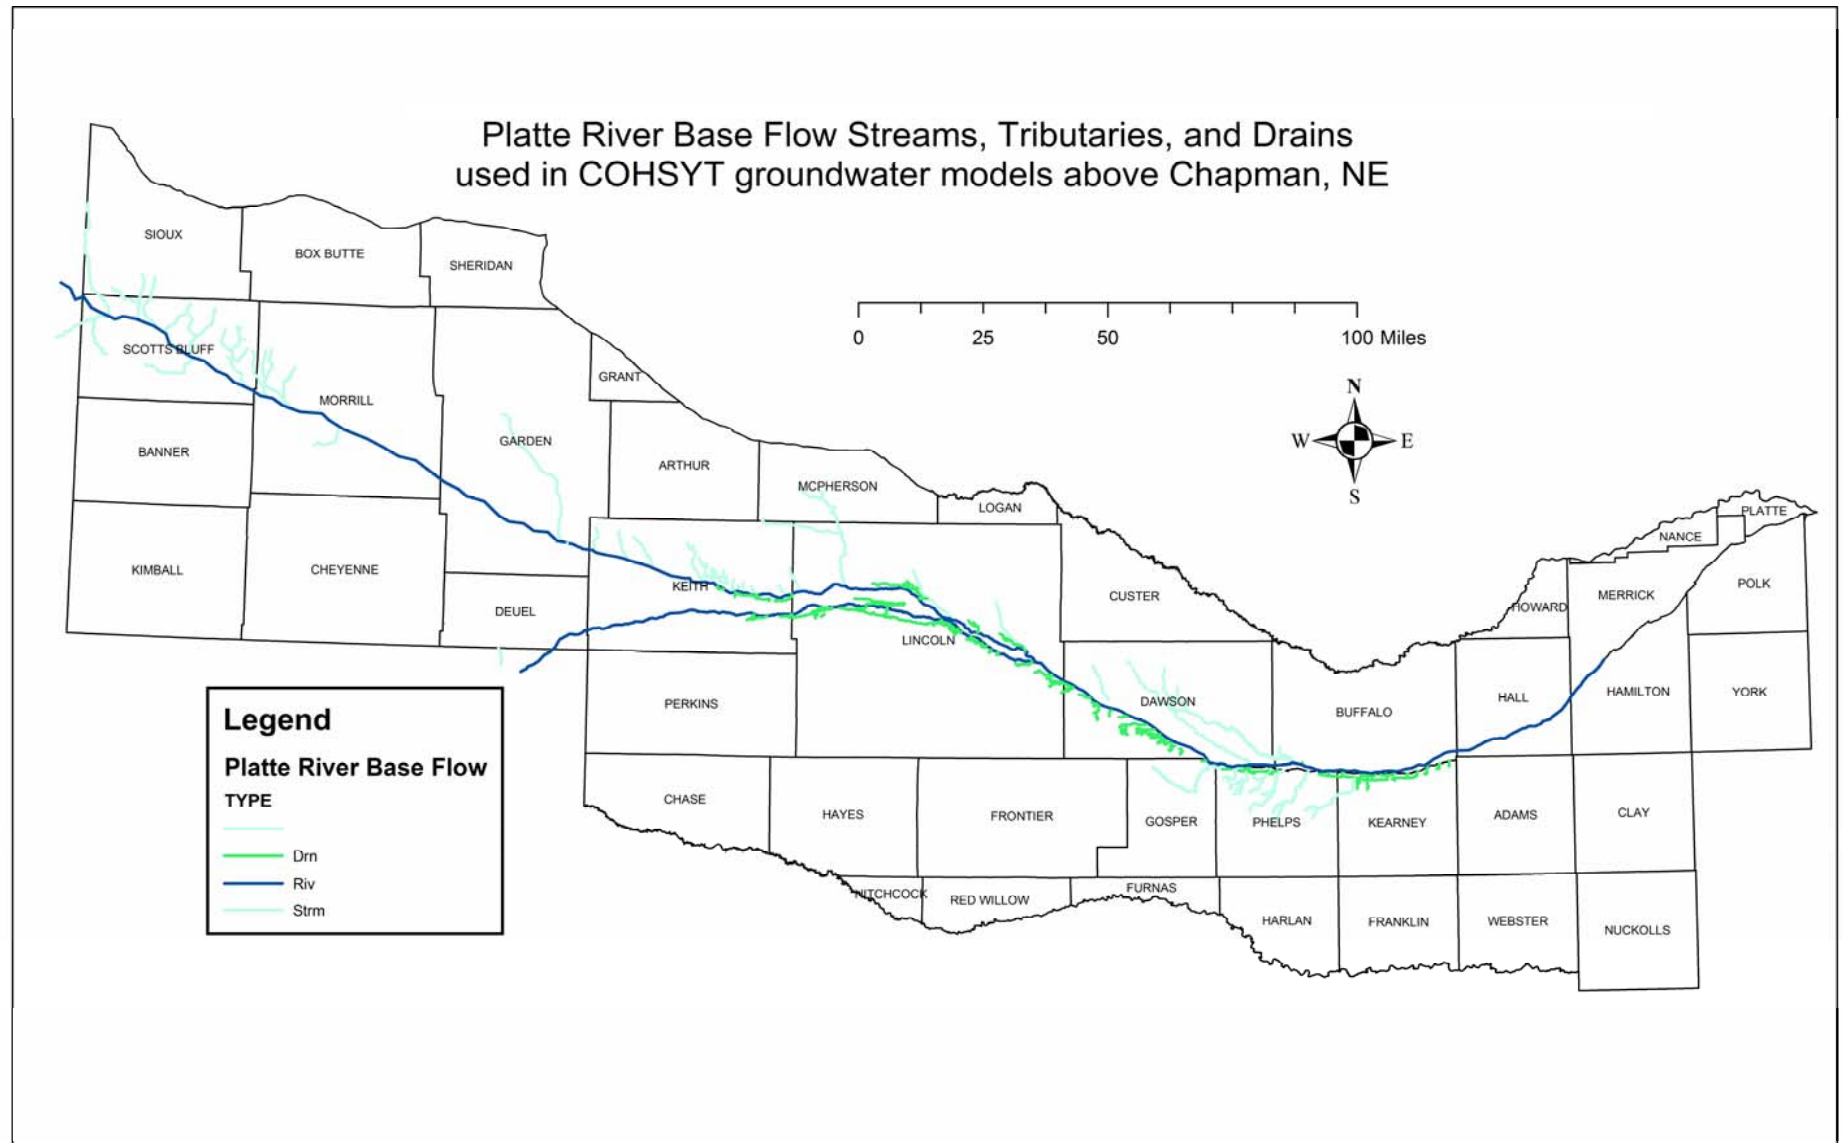 Platte River Base Flow Streams, Tributaries, and Drains
used in COHSYT groundwater models above Chapman, NE
SIOUX
BOX BUTTE
SHERIDAN
0 25 50 100 Miles
SCOTTS BLUFF
GRANT
MORRILL
N
W E
S
GARDEN
BANNER
ARTHUR
MCPHERSON
LOGAN
PLATTE
NANCE
KIMBALL
CHEYENNE
KEITH
DEUEL
CUSTER
HOWARD
MERRICK
POLK
LINCOLN
PERKINS
DAWSON
BUFFALO
HALL
HAMILTON
YORK
Legend
Platte River Base Flow
TYPE
Drn
Riv
Strm
CHASE
HAYES
FRONTIER
GOSPER
PHELPS
KEARNEY
ADAMS
CLAY
HITCHCOCK
RED WILLOW
FURNAS
HARLAN
FRANKLIN
WEBSTER
NUCKOLLS